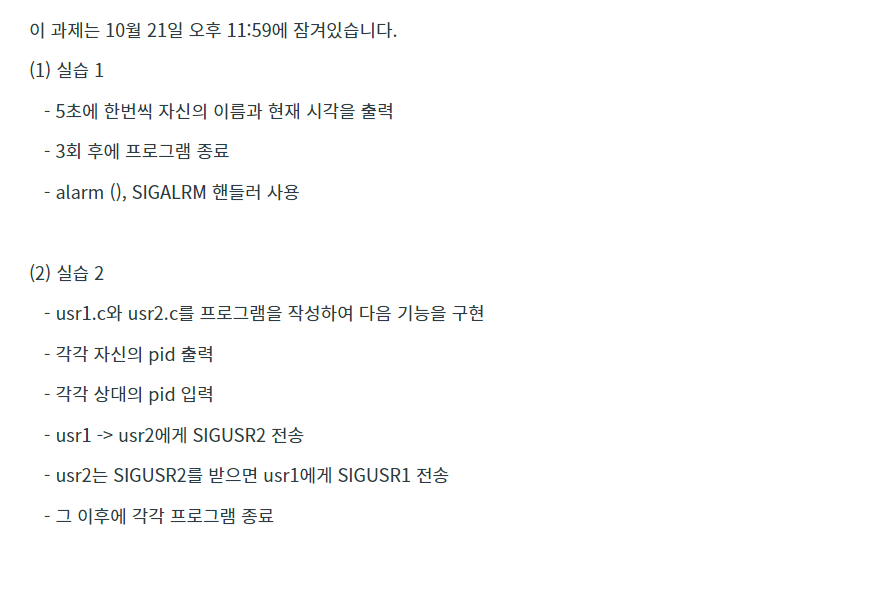 이 과제는 10월 21일 오후 11:59에 잠겨있습니다.
(1) 실습 1
- 5초에 한번씩 자신의 이름과 현재 시각을 출력
- 3회 후에 프로그램 종료
- alarm (), SIGALRM 핸들러 사용
(2) 실습 2
- usr1.c와 usr2.c를 프로그램을 작성하여 다음 기능을 구현
- 각각 자신의 pid 출력
- 각각 상대의 pid 입력
- usr1 -> usr2에게 SIGUSR2 전송
- usr2는 SIGUSR2를 받으면 usr1에게 SIGUSR1 전송
- 그 이후에 각각 프로그램 종료